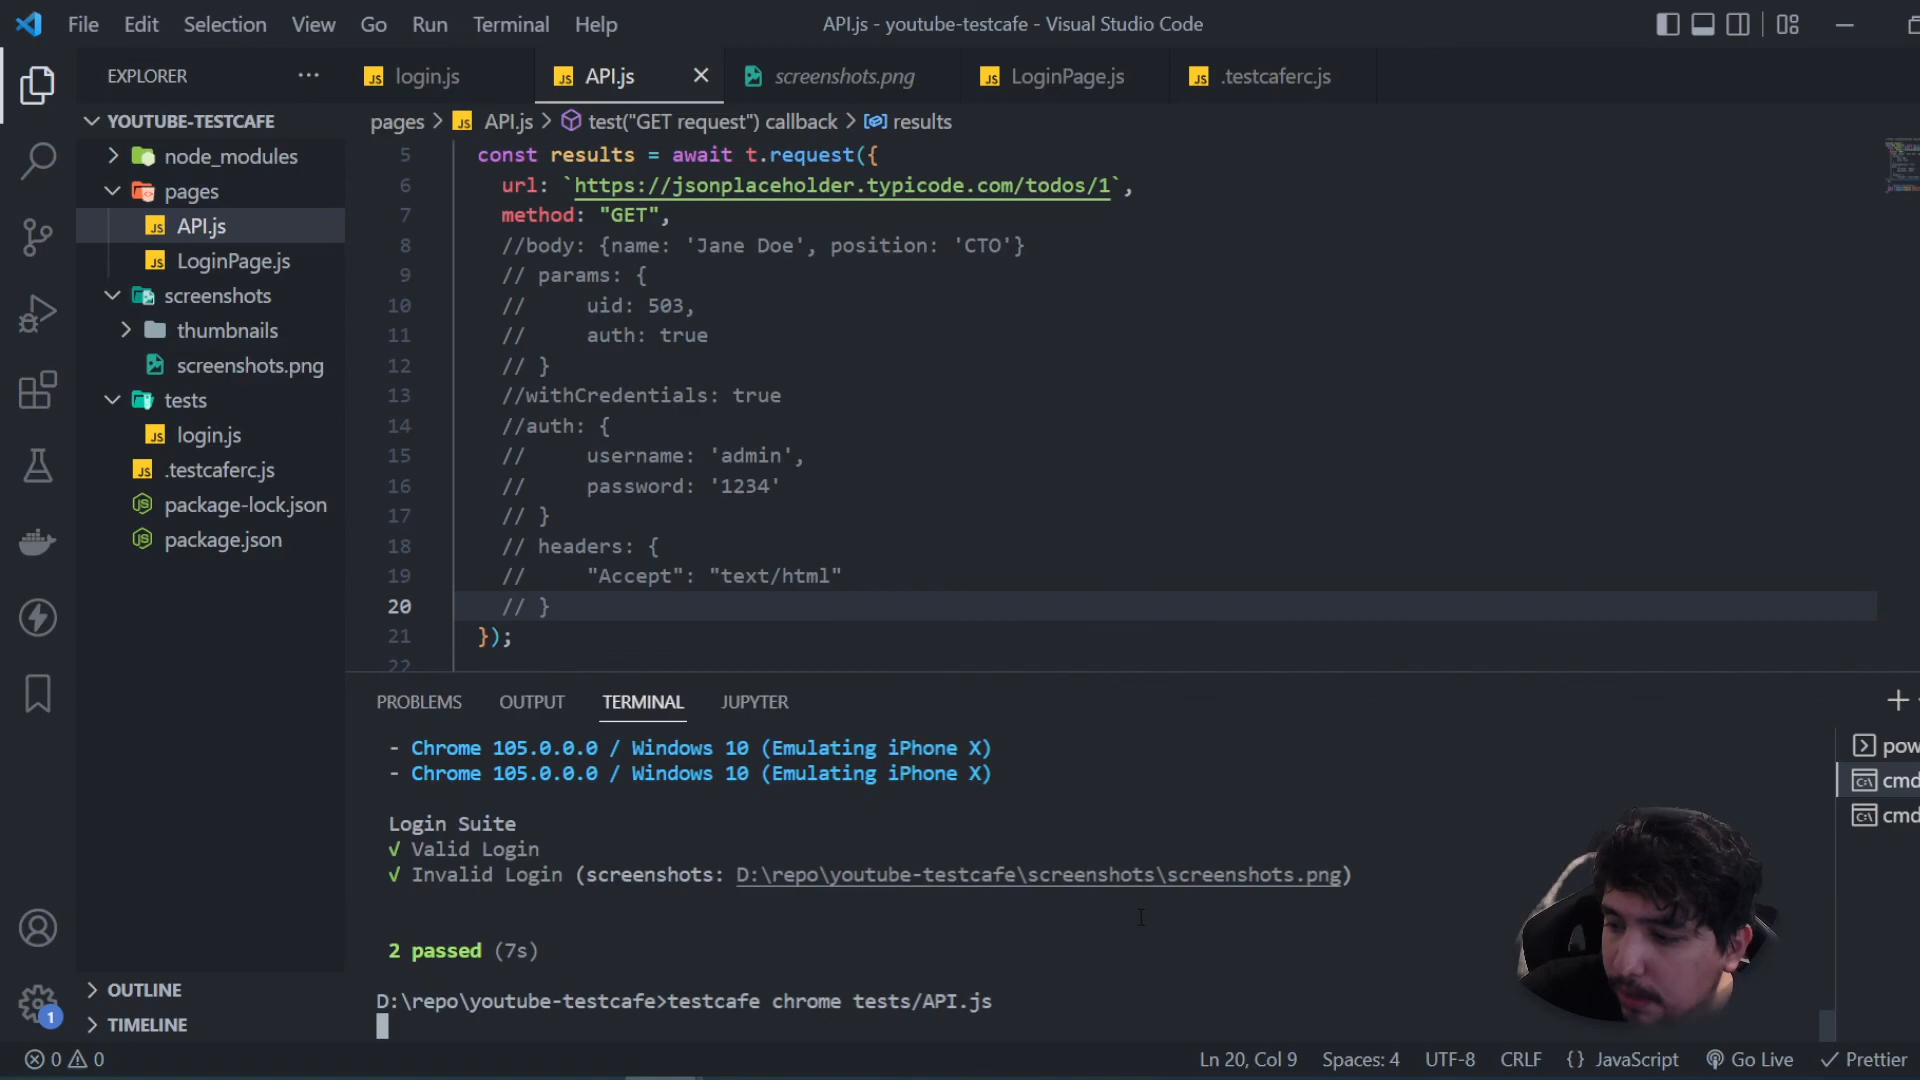 File Edit Selection View Go Run Terminal Help
API.js - youtube-testcafe - Visual Studio Code
EXPLORER
login.js
API.js
screenshots.png
LoginPage.js
.testcaferc.js
YOUTUBE-TESTCAFE
node_modules
pages
API.js
LoginPage.js
screenshots
thumbnails
screenshots.png
tests
login.js
.testcaferc.js
package-lock.json
package.json
OUTLINE
TIMELINE
pages > API.js > test("GET request") callback > results
5 const results = await t.request({
6 url: `https://jsonplaceholder.typicode.com/todos/1`,
7 method: "GET",
8 //body: {name: 'Jane Doe', position: 'CTO'}
9 // params: {
10 // uid: 503,
11 // auth: true
12 // }
13 //withCredentials: true
14 //auth: {
15 // username: 'admin',
16 // password: '1234'
17 // }
18 // headers: {
19 // "Accept": "text/html"
20 // }
21 });
22
PROBLEMS OUTPUT TERMINAL JUPYTER
- Chrome 105.0.0.0 / Windows 10 (Emulating iPhone X)
- Chrome 105.0.0.0 / Windows 10 (Emulating iPhone X)
Login Suite
√ Valid Login
√ Invalid Login (screenshots: D:\repo\youtube-testcafe\screenshots\screenshots.png)
2 passed (7s)
D:\repo\youtube-testcafe>testcafe chrome tests/API.js
pow
cmd
cmd
1
0 0
Ln 20, Col 9 Spaces: 4 UTF-8 CRLF {} JavaScript Go Live Prettier